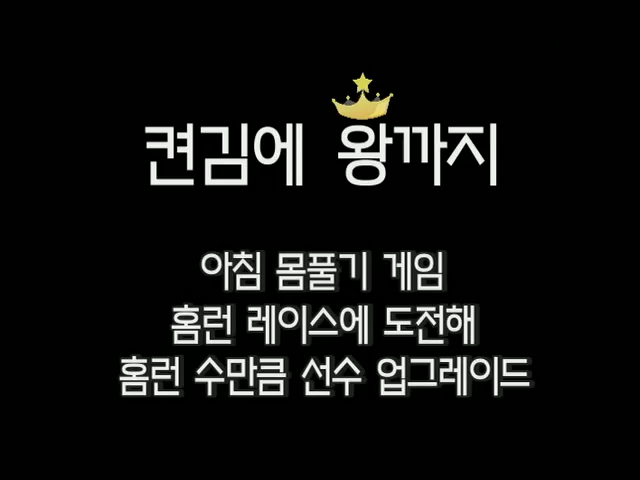 켠김에 왕까지
아침 몸풀기 게임
홈런 레이스에 도전해
홈런 수만큼 선수 업그레이드